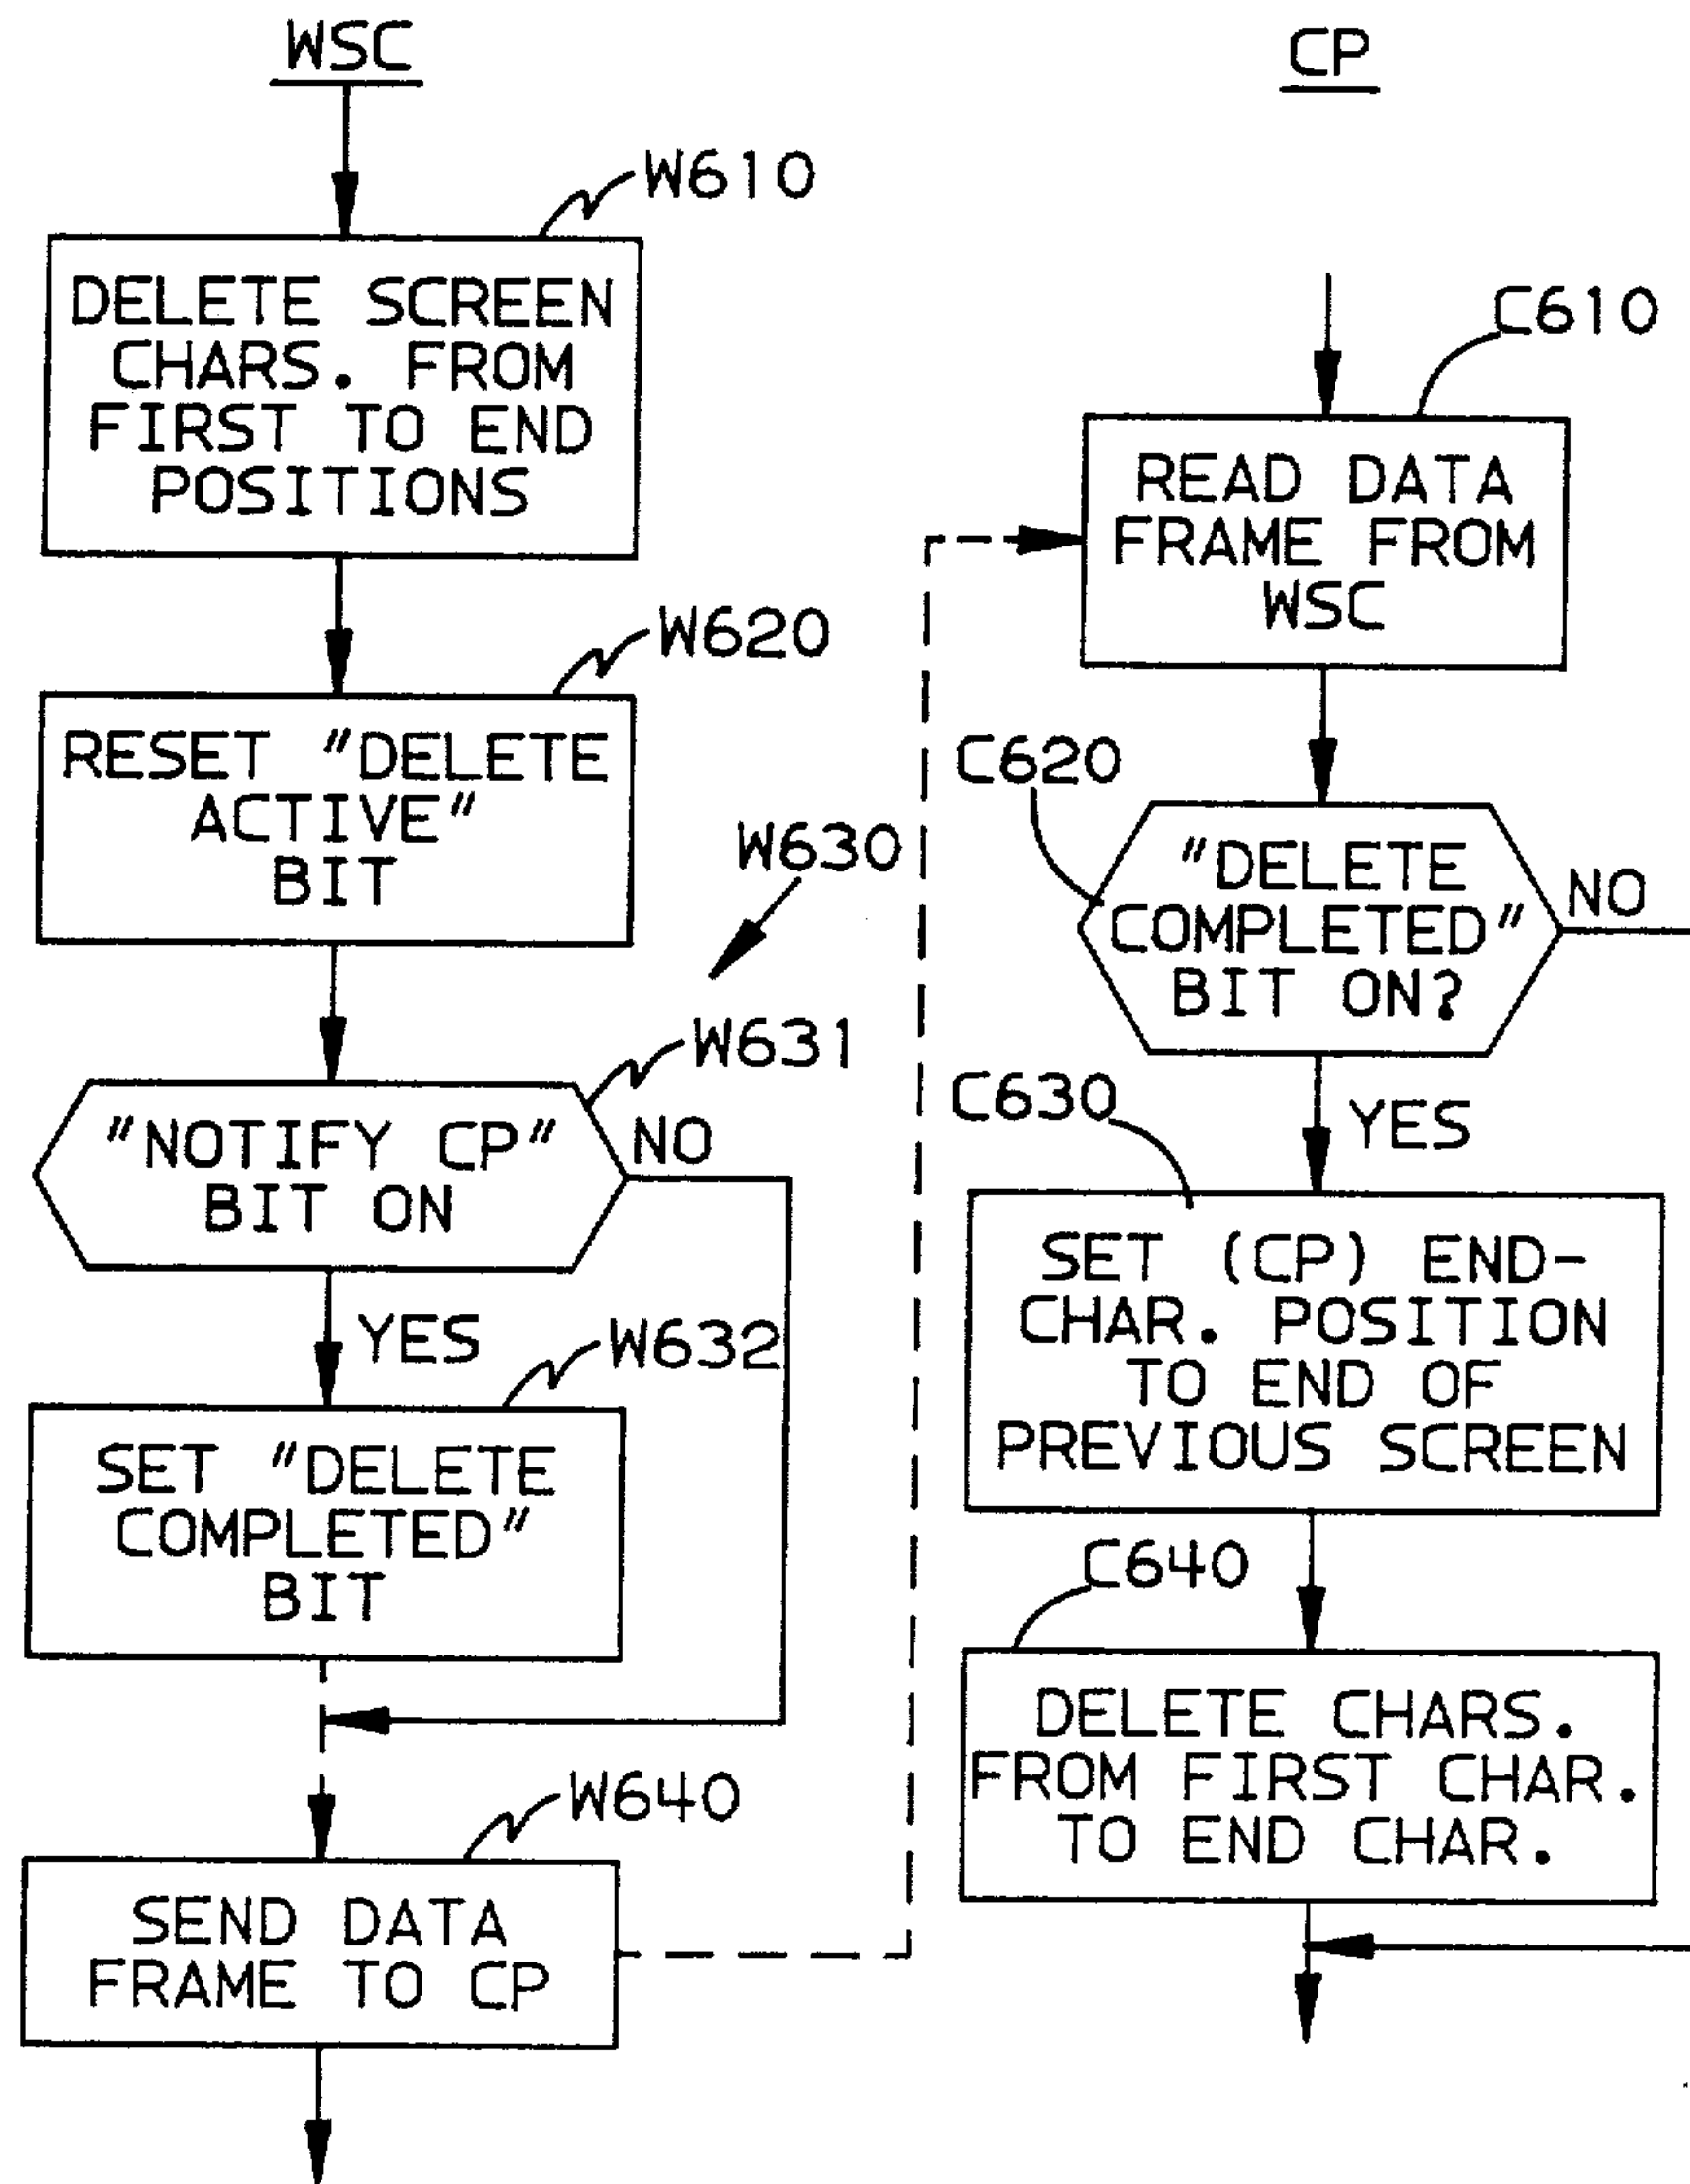 WSC
W610
DELETE SCREEN
CHARS. FROM
FIRST TO END
POSITIONS
W620
RESET "DELETE
ACTIVE"
BIT
W630
W631
"NOTIFY CP"
BIT ON
NO
YES
W632
SET "DELETE
COMPLETED"
BIT
W640
SEND DATA
FRAME TO CP
CP
C610
READ DATA
FRAME FROM
WSC
C620
"DELETE
COMPLETED"
BIT ON?
NO
YES
C630
SET (CP) END-
CHAR. POSITION
TO END OF
PREVIOUS SCREEN
C640
DELETE CHARS.
FROM FIRST CHAR.
TO END CHAR.